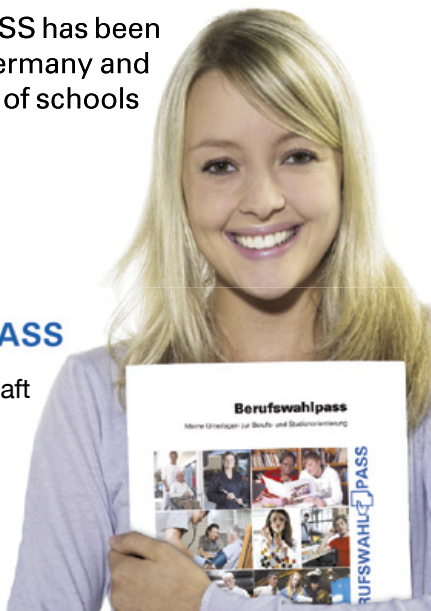 SS has been
ermany and
of schools
ASS
aft
Berufswahlpass
Meine Unterlagen zur Berufs- und Studienorientierung
RUFSWAHL PASS